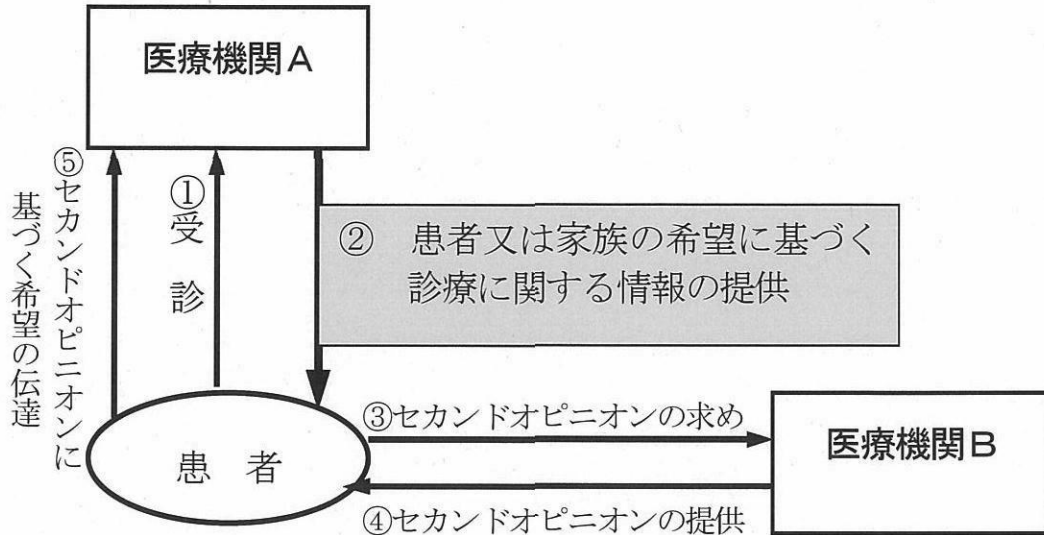 医療機関A
⑤セカンドオピニオンに
基づく希望の伝達
①受診
② 患者又は家族の希望に基づく
診療に関する情報の提供
患者
③セカンドオピニオンの求め
④セカンドオピニオンの提供
医療機関B